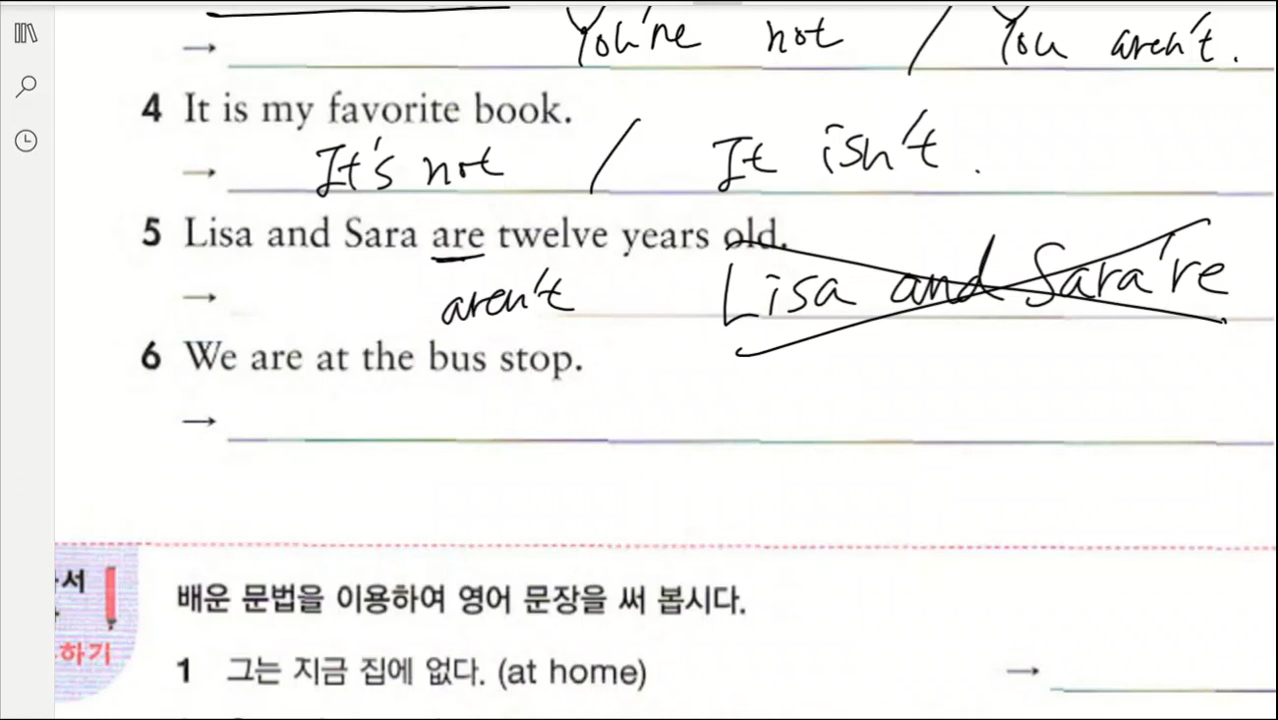 → You're not / You aren't.
4 It is my favorite book.
→ It's not / It isn't.
5 Lisa and Sara are twelve years old.
→ aren't Lisa and Sara're
6 We are at the bus stop.
→
서
하기
배운 문법을 이용하여 영어 문장을 써 봅시다.
1 그는 지금 집에 없다. (at home) →